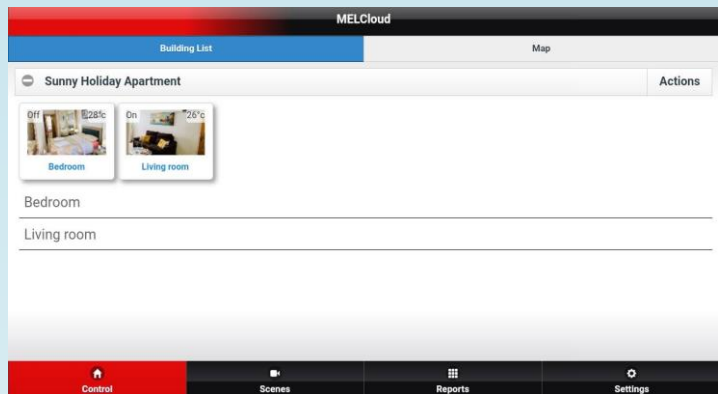 MELCloud
Building List Map
Sunny Holiday Apartment Actions
Off 28°c On 26°c
Bedroom Living room
Bedroom
Living room
Control Scenes Reports Settings